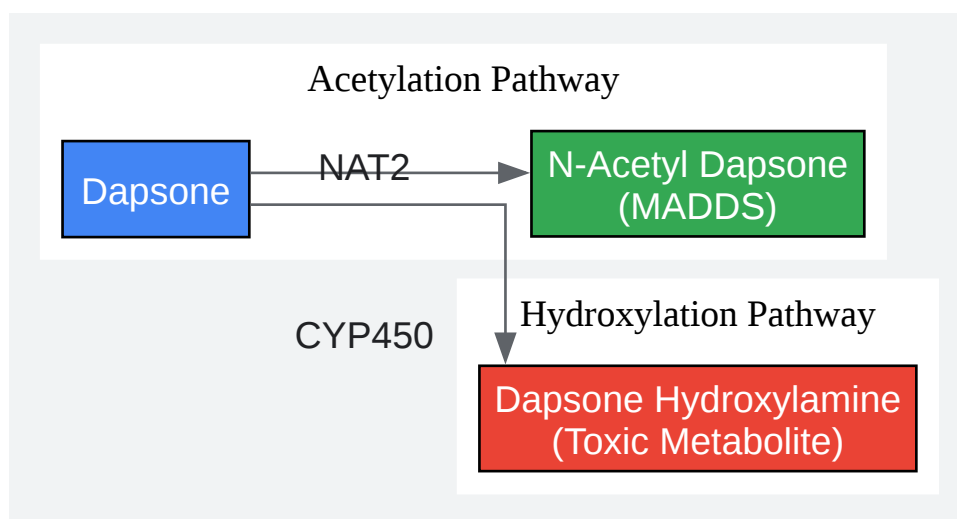 Acetylation Pathway
Dapsone
NAT2
N-Acetyl Dapsone
(MADDS)
CYP450
Hydroxylation Pathway
Dapsone Hydroxylamine
(Toxic Metabolite)